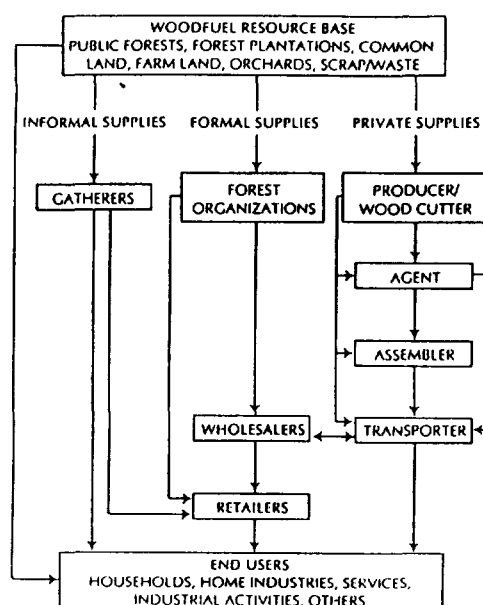 WOODFUEL RESOURCE BASE
PUBLIC FORESTS, FOREST PLANTATIONS, COMMON
LAND, FARM LAND, ORCHARDS, SCRAP/WASTE
INFORMAL SUPPLIES
FORMAL SUPPLIES
PRIVATE SUPPLIES
GATHERERS
FOREST
ORGANIZATIONS
PRODUCER/
WOOD CUTTER
AGENT
ASSEMBLER
WHOLESALERS
TRANSPORTER
RETAILERS
END USERS
HOUSEHOLDS, HOME INDUSTRIES, SERVICES,
INDUSTRIAL ACTIVITIES, OTHERS